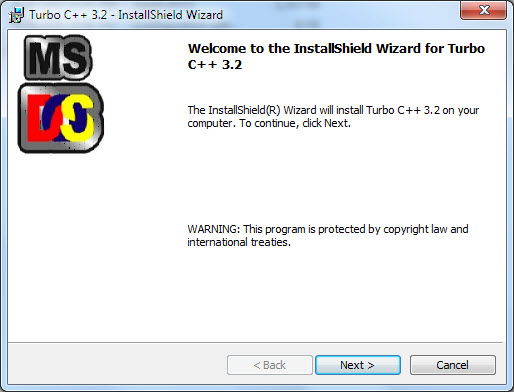 Turbo C++ 3.2 - InstallShield Wizard
MS
DOS
Welcome to the InstallShield Wizard for Turbo
C++ 3.2
The InstallShield(R) Wizard will install Turbo C++ 3.2 on your
computer. To continue, click Next.
WARNING: This program is protected by copyright law and
international treaties.
< Back
Next >
Cancel